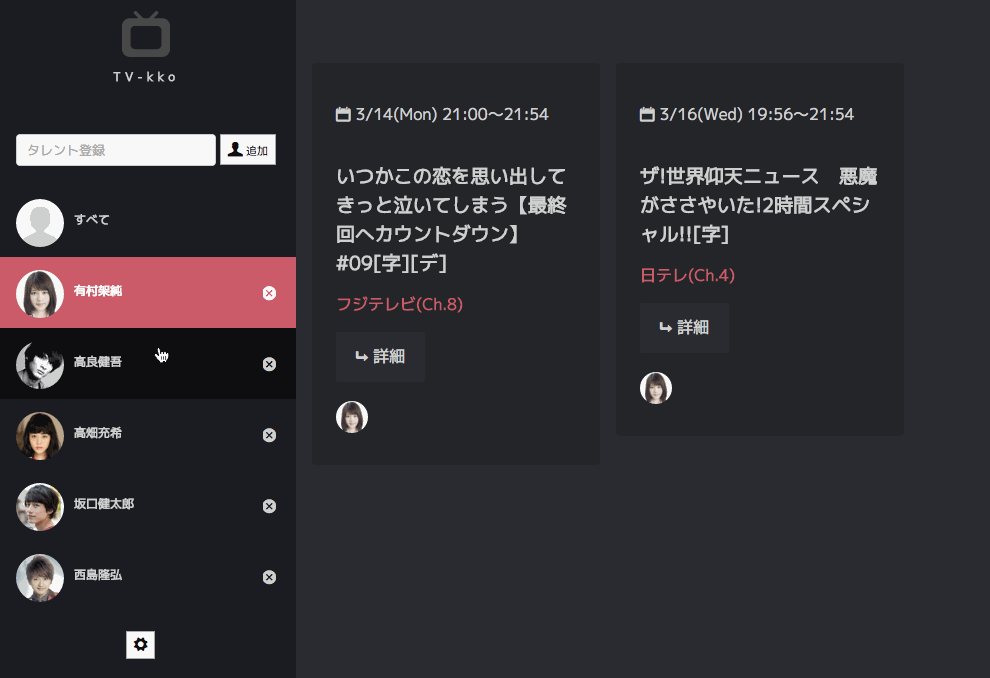 TV-kko
タレント登録
追加
すべて
有村架純
高良健吾
高畑充希
坂口健太郎
西島隆弘
3/14(Mon) 21:00〜21:54
いつかこの恋を思い出して
きっと泣いてしまう【最終
回へカウントダウン】
#09[字][デ]
フジテレビ(Ch.8)
詳細
3/16(Wed) 19:56〜21:54
ザ!世界仰天ニュース　悪魔
がささやいた!2時間スペシ
ャル!![字]
日テレ(Ch.4)
詳細